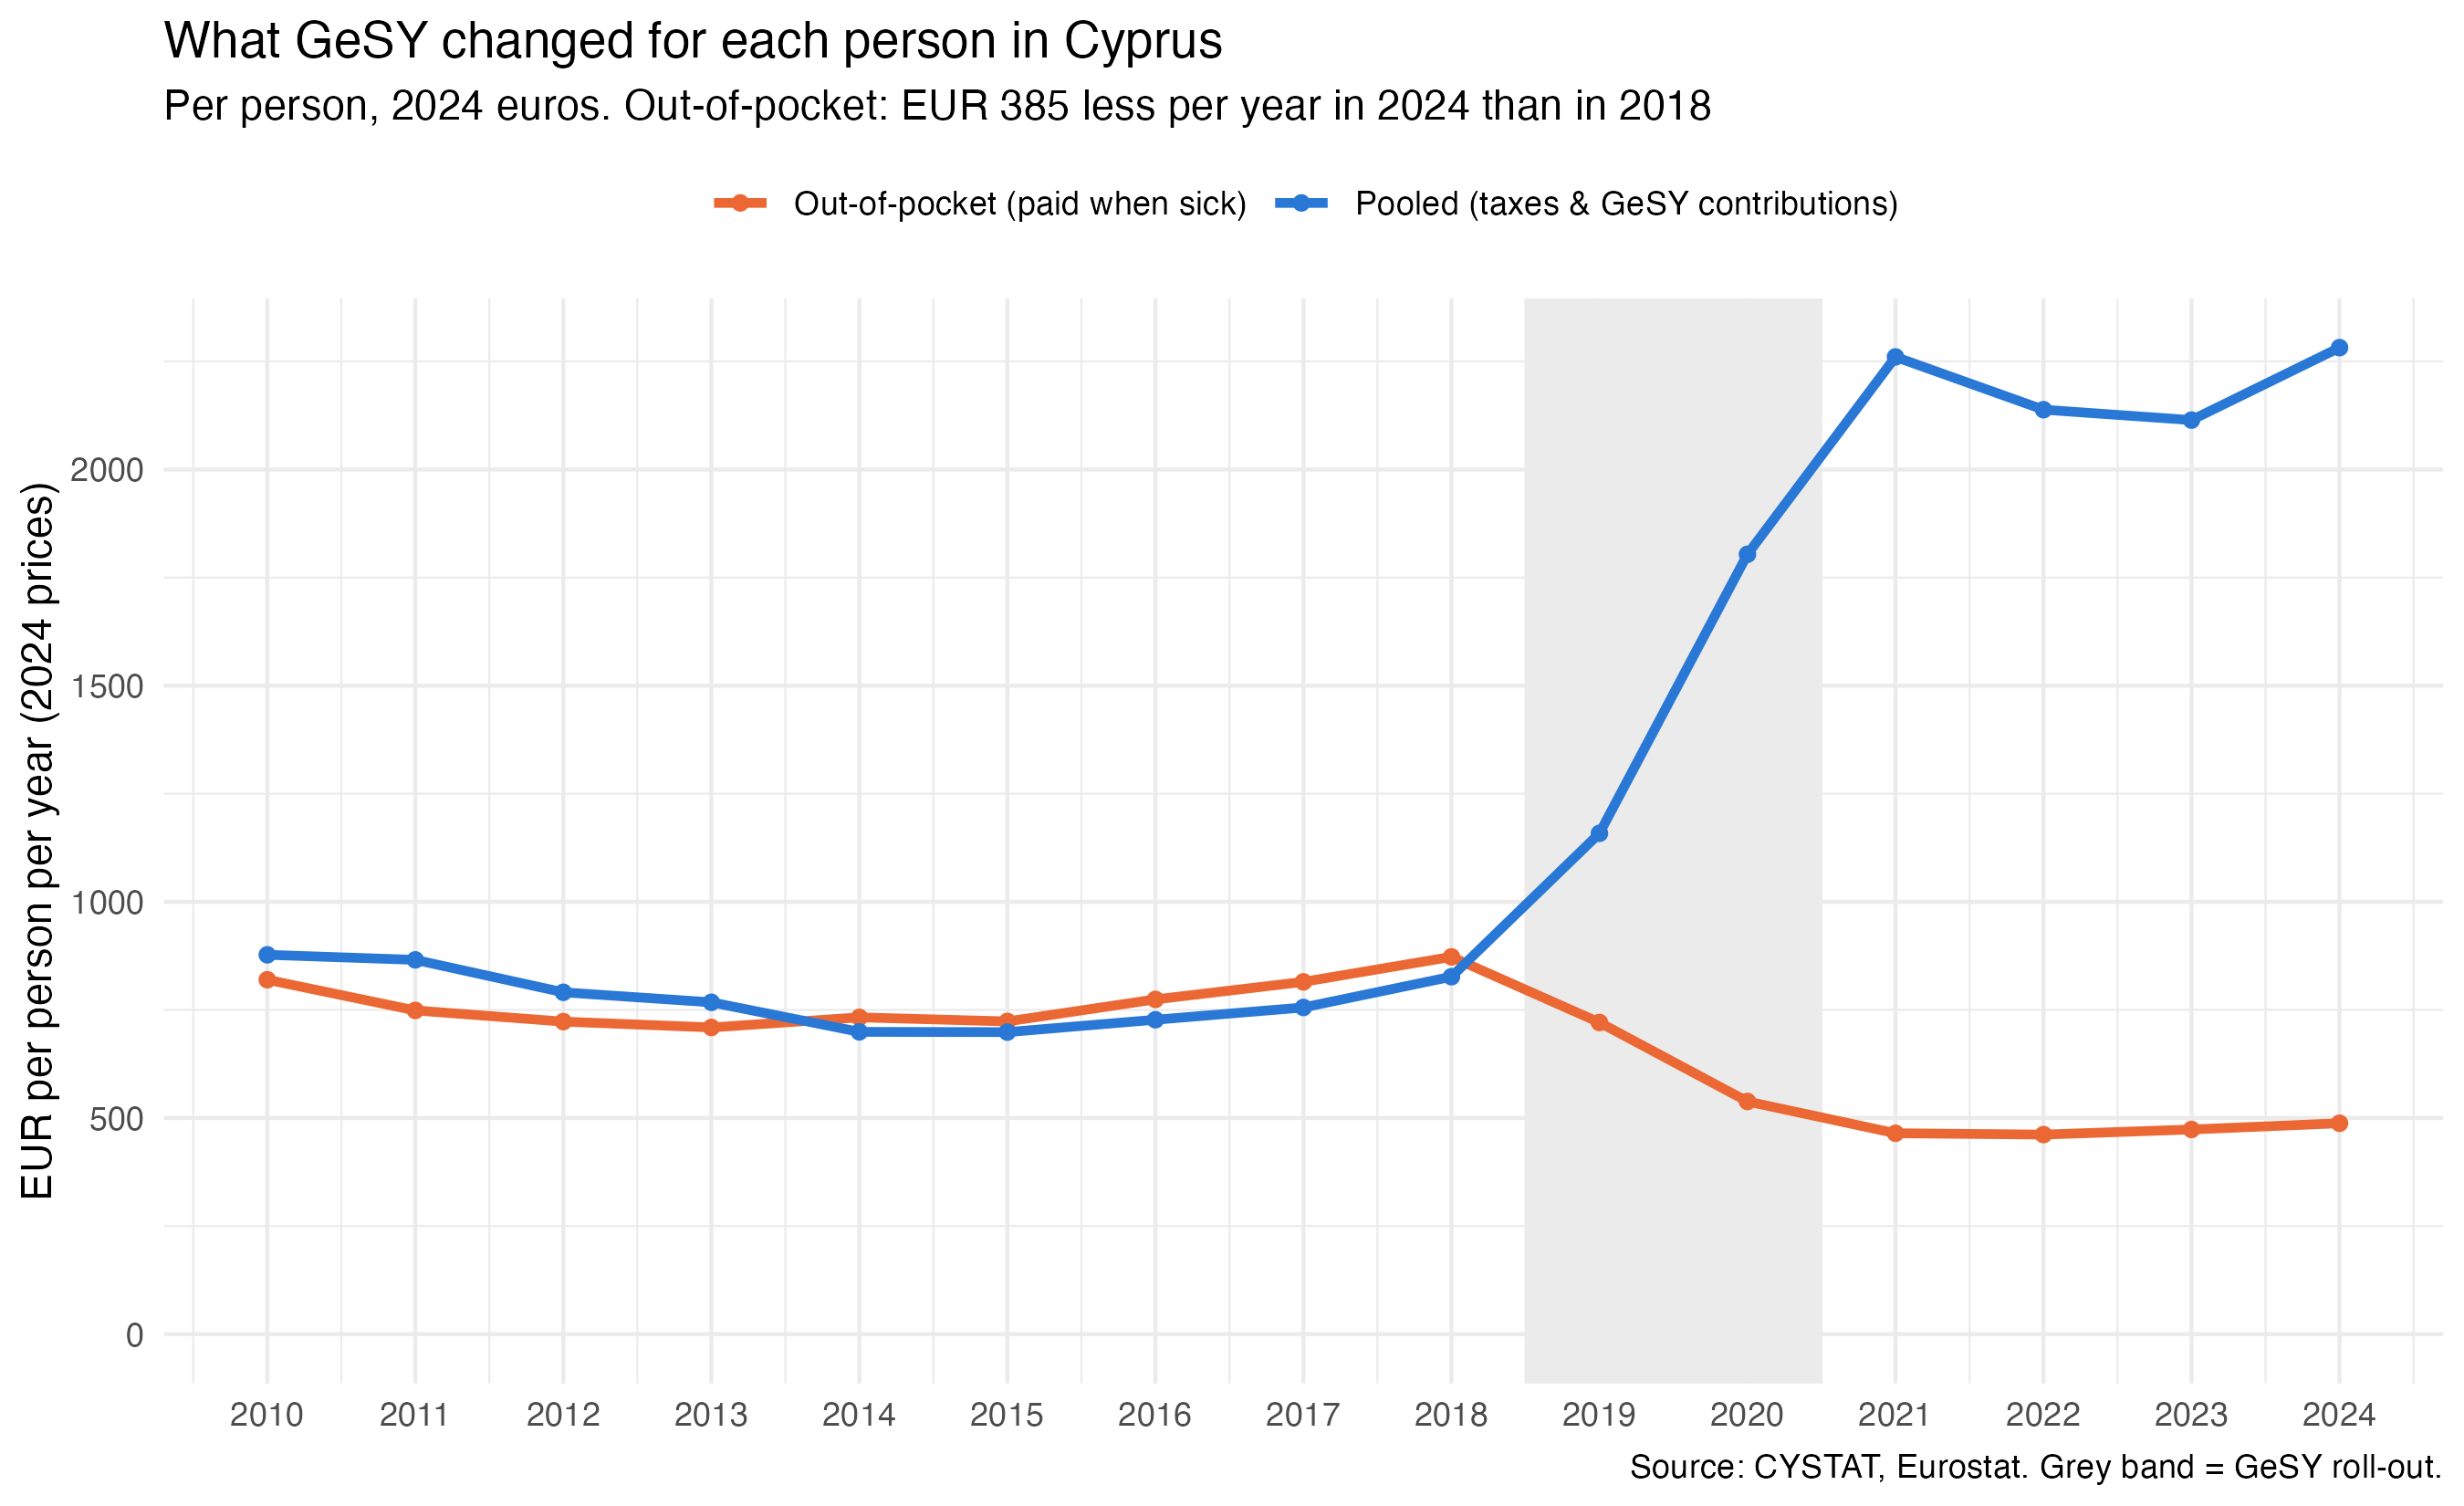 What GeSY changed for each person in Cyprus
Per person, 2024 euros. Out-of-pocket: EUR 385 less per year in 2024 than in 2018
Out-of-pocket (paid when sick)
Pooled (taxes & GeSY contributions)
EUR per person per year (2024 prices)
2000
1500
1000
500
0
2010 2011 2012 2013 2014 2015 2016 2017 2018 2019 2020 2021 2022 2023 2024
Source: CYSTAT, Eurostat. Grey band = GeSY roll-out.